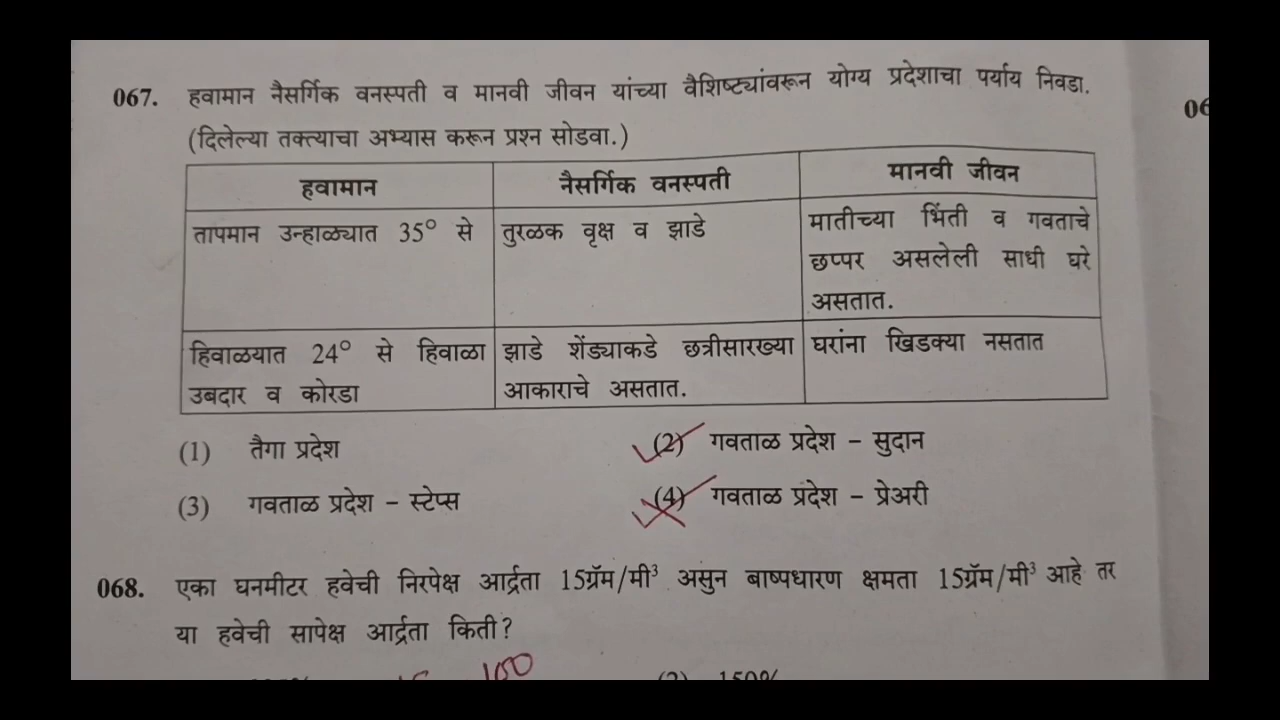 067. हवामान नैसर्गिक वनस्पती व मानवी जीवन यांच्या वैशिष्ट्यांवरून योग्य प्रदेशाचा पर्याय निवडा.
(दिलेल्या तक्त्याचा अभ्यास करून प्रश्न सोडवा.)
हवामान नैसर्गिक वनस्पती मानवी जीवन
तापमान उन्हाळ्यात 35° से तुरळक वृक्ष व झाडे मातीच्या भिंती व गवताचे
छप्पर असलेली साधी घरे
असतात.
हिवाळयात 24° से हिवाळा झाडे शेंड्याकडे छत्रीसारख्या घरांना खिडक्या नसतात
उबदार व कोरडा आकाराचे असतात.
(1) तैगा प्रदेश (2) गवताळ प्रदेश – सुदान
(3) गवताळ प्रदेश – स्टेप्स (4) गवताळ प्रदेश – प्रेअरी
068. एका घनमीटर हवेची निरपेक्ष आर्द्रता 15ग्रॅम/मी³ असुन बाष्पधारण क्षमता 15ग्रॅम/मी³ आहे तर
या हवेची सापेक्ष आर्द्रता किती?
100
(2) 150%
06